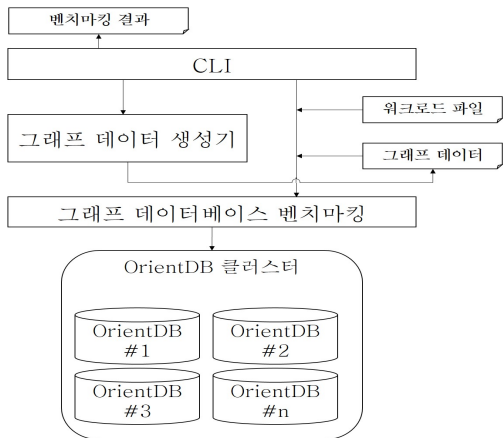 벤치마킹 결과
CLI
워크로드 파일
그래프 데이터 생성기
그래프 데이터
그래프 데이터베이스 벤치마킹
OrientDB 클러스터
OrientDB
#1
OrientDB
#2
OrientDB
#3
OrientDB
#n